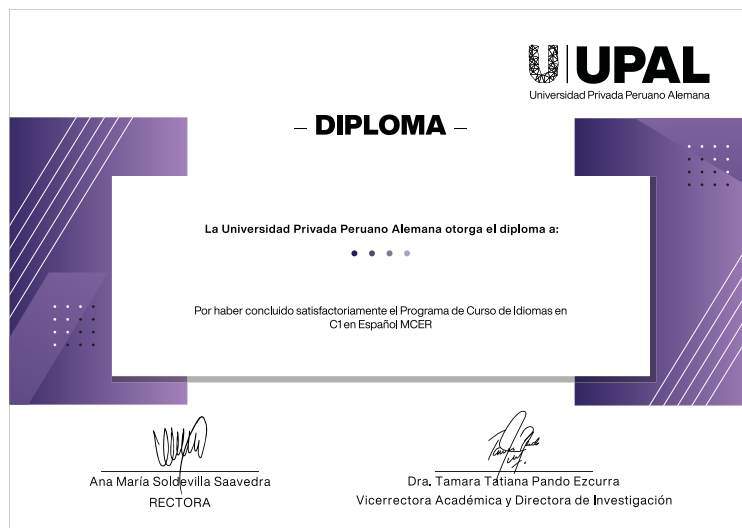 UPAL
Universidad Privada Peruano Alemana
– DIPLOMA –
La Universidad Privada Peruano Alemana otorga el diploma a:
Por haber concluido satisfactoriamente el Programa de Curso de Idiomas en
C1 en Español MCER
Ana María Soldevilla Saavedra
RECTORA
Dra. Tamara Tatiana Pando Ezcurra
Vicerrectora Académica y Directora de Investigación